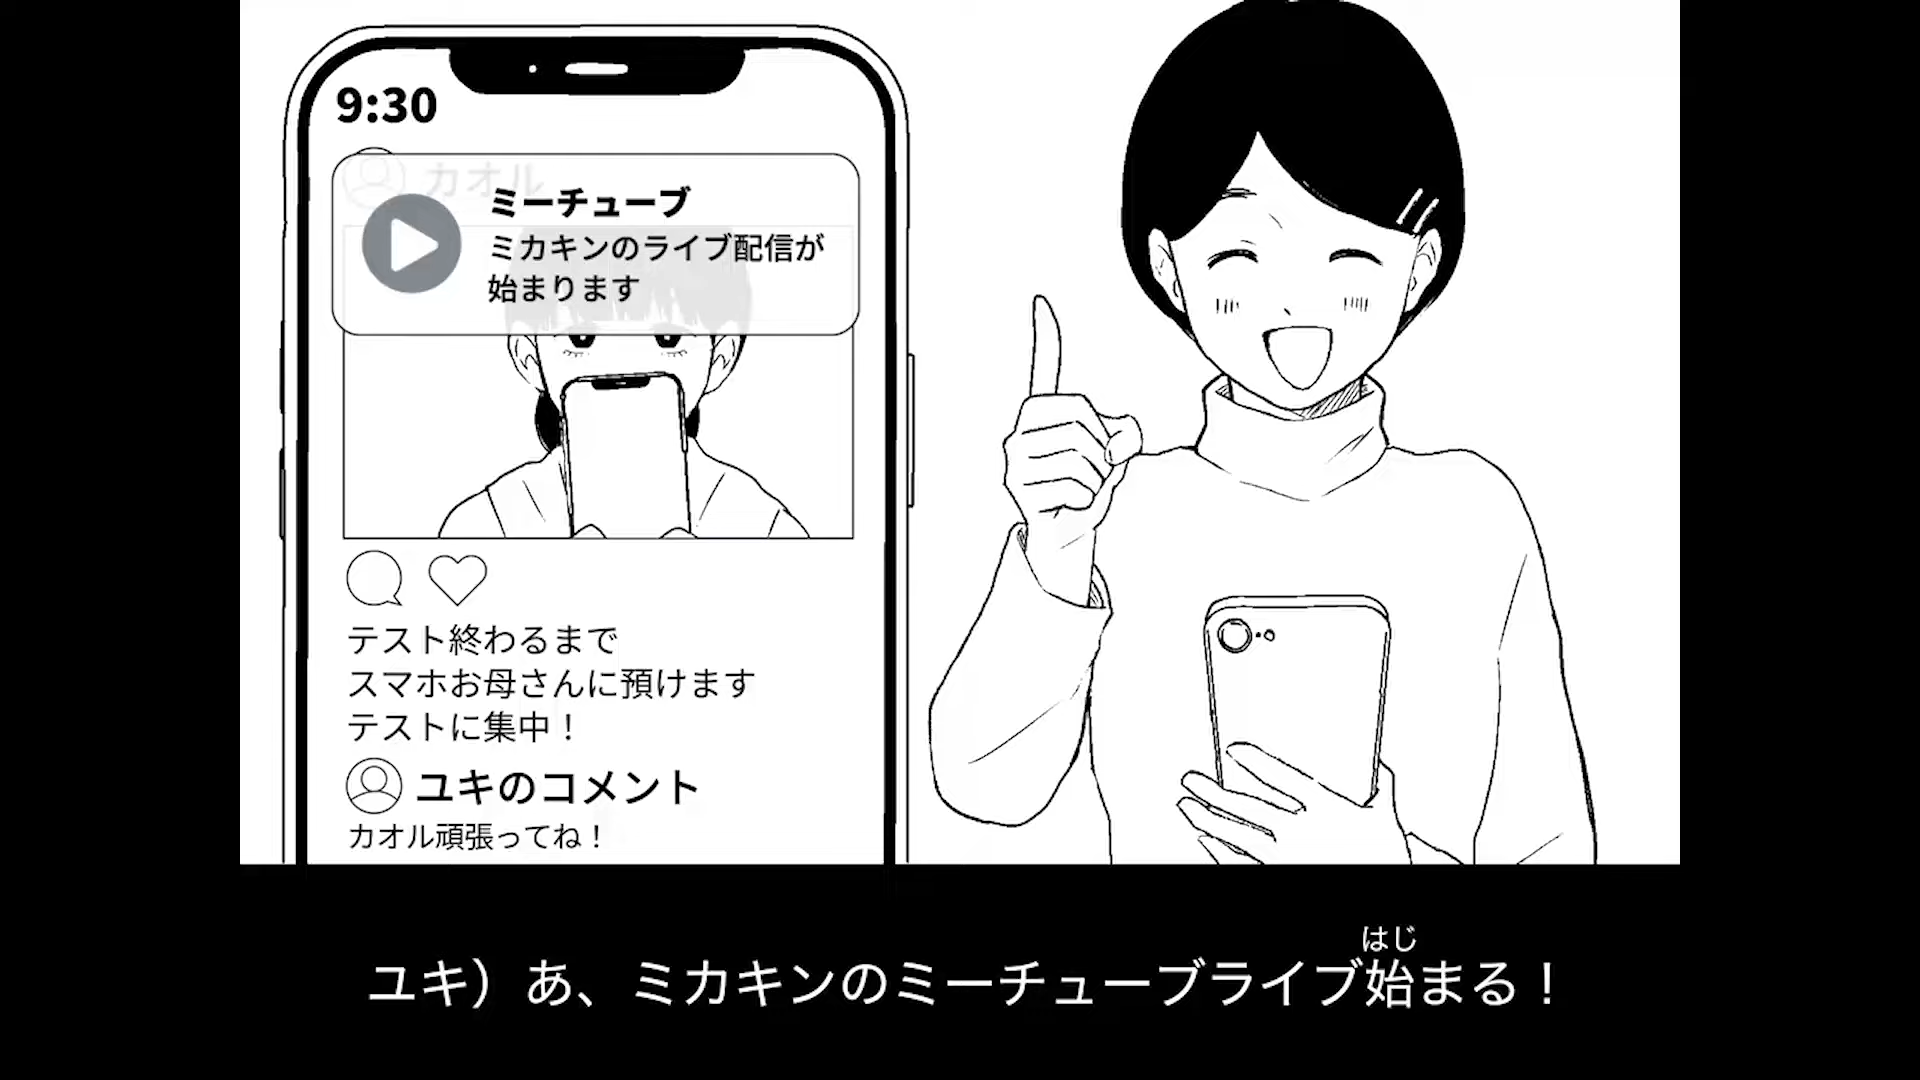 9:30
カオル
ミーチューブ
ミカキンのライブ配信が
始まります
テスト終わるまで
スマホお母さんに預けます
テストに集中！
ユキのコメント
カオル頑張ってね！
はじ
ユキ）あ、ミカキンのミーチューブライブ始まる！